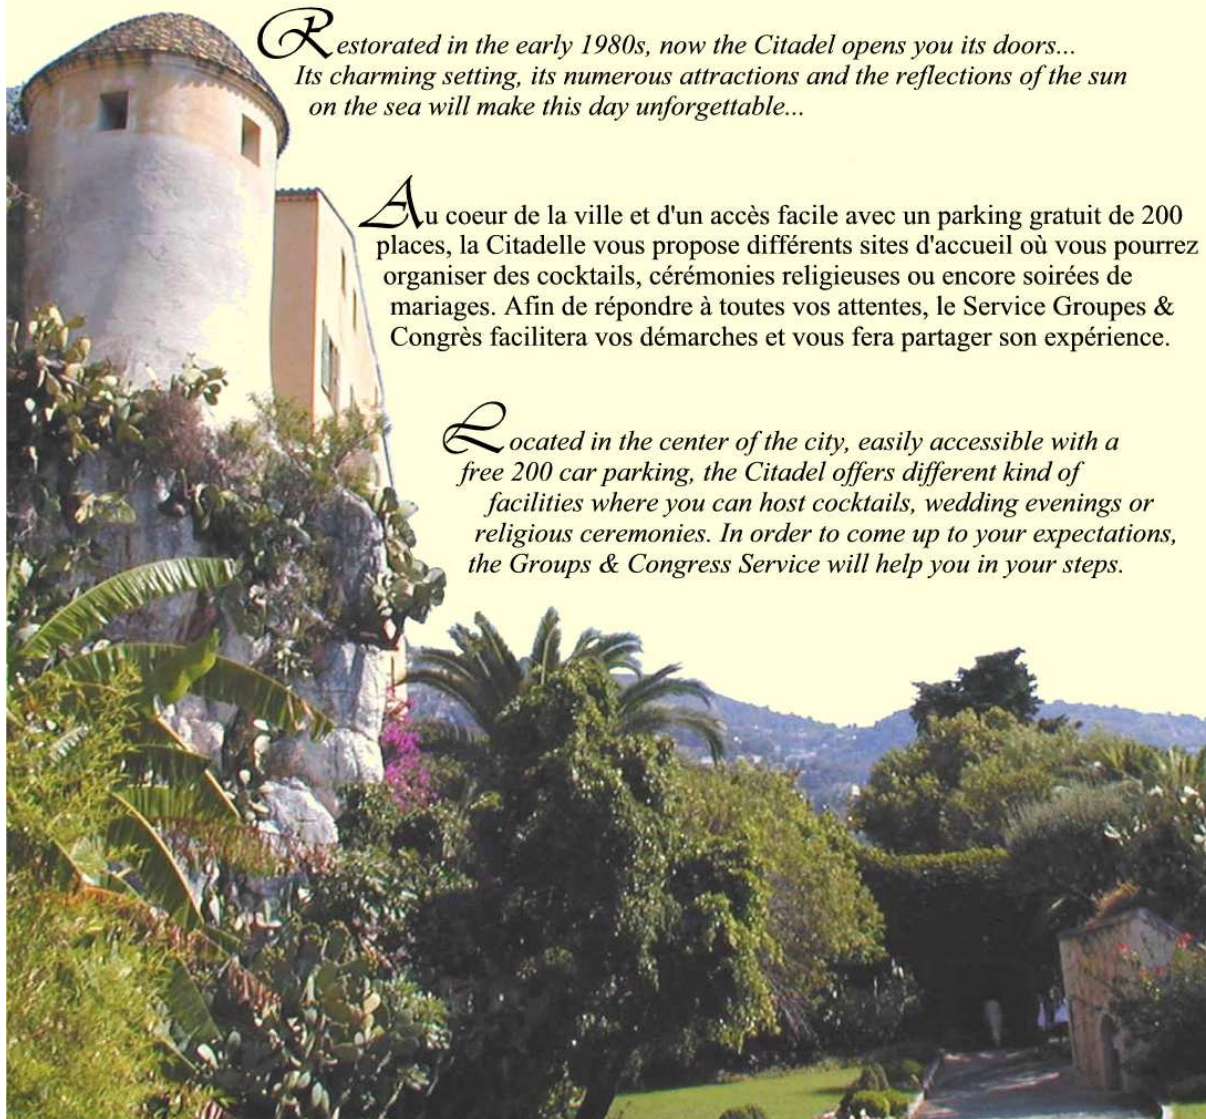 Restorated in the early 1980s, now the Citadel opens you its doors...
Its charming setting, its numerous attractions and the reflections of the sun
on the sea will make this day unforgettable...
Au coeur de la ville et d'un accès facile avec un parking gratuit de 200
places, la Citadelle vous propose différents sites d'accueil où vous pourrez
organiser des cocktails, cérémonies religieuses ou encore soirées de
mariages. Afin de répondre à toutes vos attentes, le Service Groupes &
Congrès facilitera vos démarches et vous fera partager son expérience.
Located in the center of the city, easily accessible with a
free 200 car parking, the Citadel offers different kind of
facilities where you can host cocktails, wedding evenings or
religious ceremonies. In order to come up to your expectations,
the Groups & Congress Service will help you in your steps.